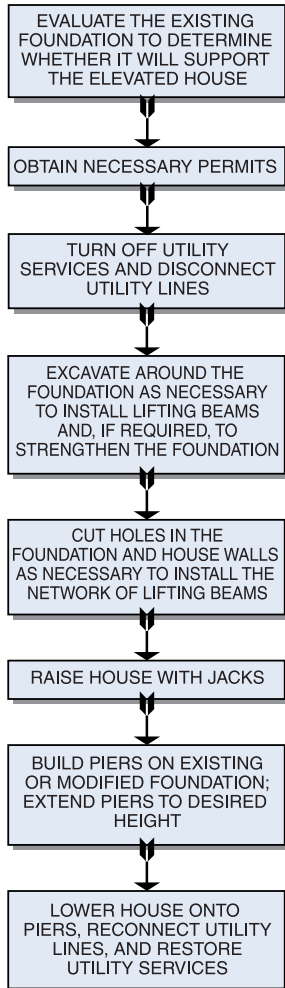 EVALUATE THE EXISTING
FOUNDATION TO DETERMINE
WHETHER IT WILL SUPPORT
THE ELEVATED HOUSE
OBTAIN NECESSARY PERMITS
TURN OFF UTILITY
SERVICES AND DISCONNECT
UTILITY LINES
EXCAVATE AROUND THE
FOUNDATION AS NECESSARY
TO INSTALL LIFTING BEAMS
AND, IF REQUIRED, TO
STRENGTHEN THE FOUNDATION
CUT HOLES IN THE
FOUNDATION AND HOUSE WALLS
AS NECESSARY TO INSTALL THE
NETWORK OF LIFTING BEAMS
RAISE HOUSE WITH JACKS
BUILD PIERS ON EXISTING
OR MODIFIED FOUNDATION;
EXTEND PIERS TO DESIRED
HEIGHT
LOWER HOUSE ONTO
PIERS, RECONNECT UTILITY
LINES, AND RESTORE
UTILITY SERVICES